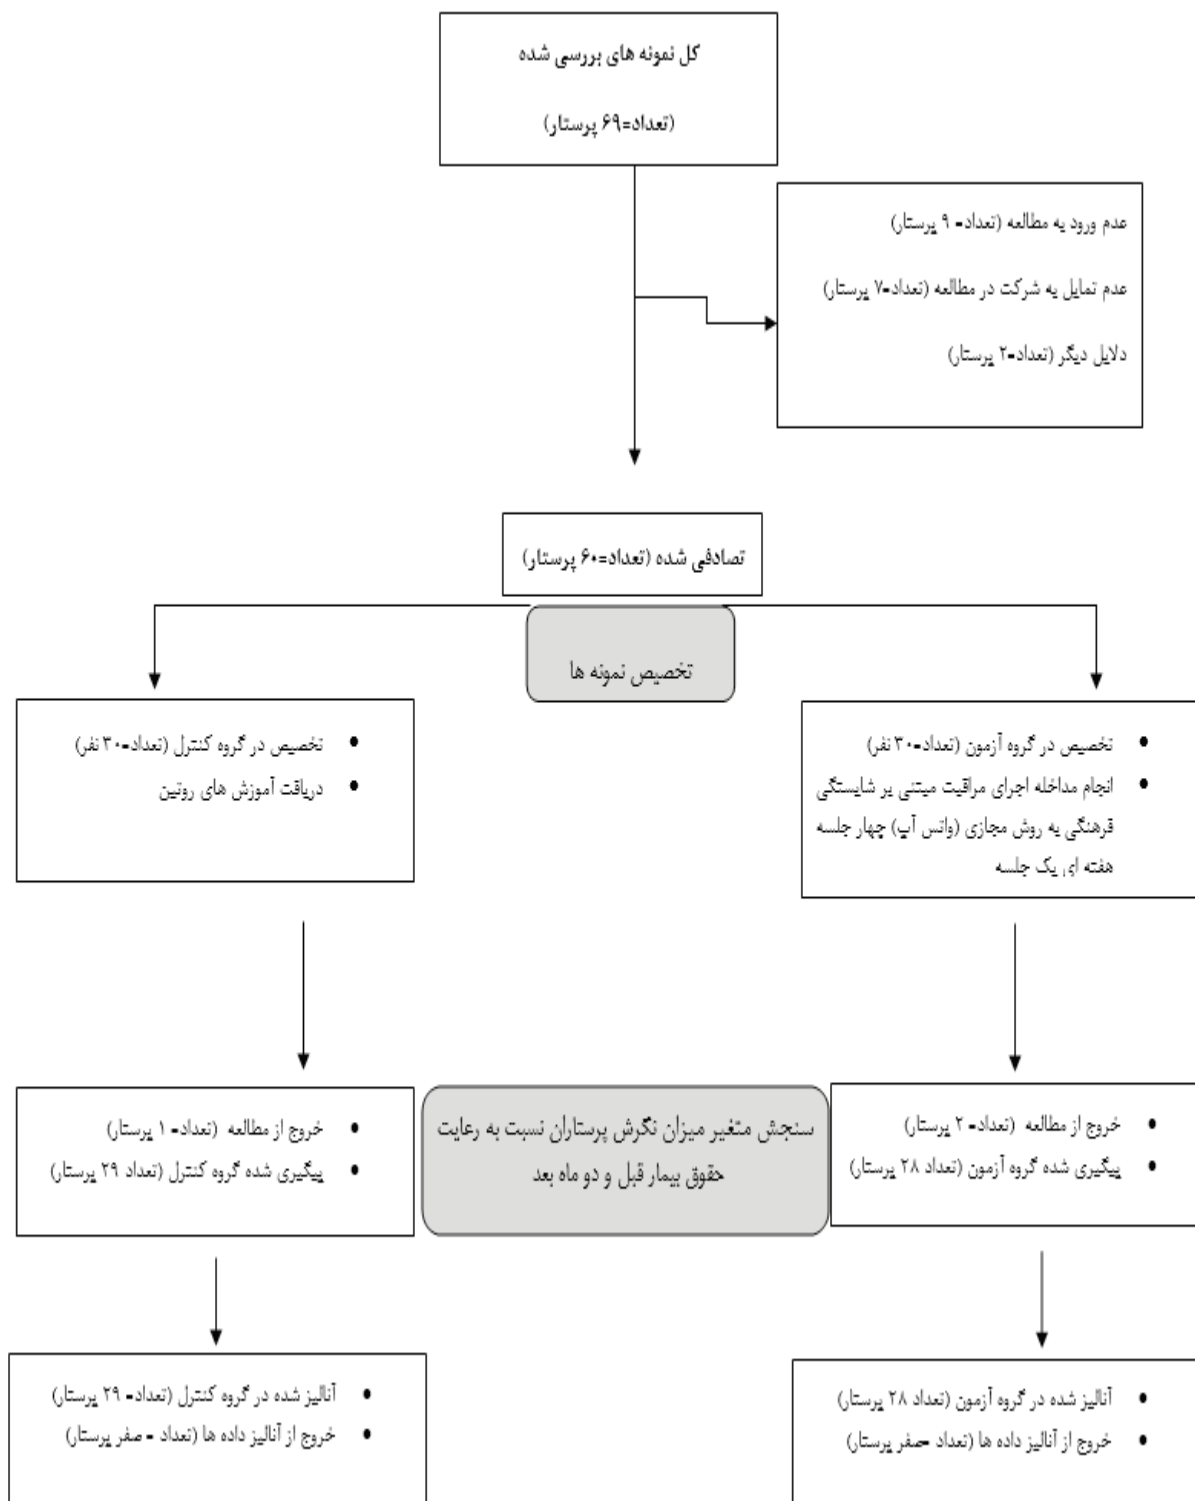 کل نمونه های بررسی شده
(تعداد=۶۹ پرستار)
عدم ورود به مطالعه (تعداد= ۹ پرستار)
عدم تمایل به شرکت در مطالعه (تعداد=۷ پرستار)
دلایل دیگر (تعداد=۲ پرستار)
تصادفی شده (تعداد=۶۰ پرستار)
تخصیص نمونه ها
• تخصیص در گروه آزمون (تعداد=۳۰ نفر)
• انجام مداخله اجرای مراقبت مبتنی بر شایستگی
فرهنگی به روش مجازی (واتس آپ) چهار جلسه
هفته ای یک جلسه
• تخصیص در گروه کنترل (تعداد=۳۰ نفر)
• دریافت آموزش های روتین
• خروج از مطالعه (تعداد= ۲ پرستار)
• پیگیری شده گروه آزمون (تعداد ۲۸ پرستار)
سنجش متغیر میزان نگرش پرستاران نسبت به رعایت
حقوق بیمار قبل و دو ماه بعد
• خروج از مطالعه (تعداد= ۱ پرستار)
• پیگیری شده گروه کنترل (تعداد ۲۹ پرستار)
• آنالیز شده در گروه آزمون (تعداد ۲۸ پرستار)
• خروج از آنالیز داده ها (تعداد =صفر پرستار)
• آنالیز شده در گروه کنترل (تعداد= ۲۹ پرستار)
• خروج از آنالیز داده ها (تعداد = صفر پرستار)